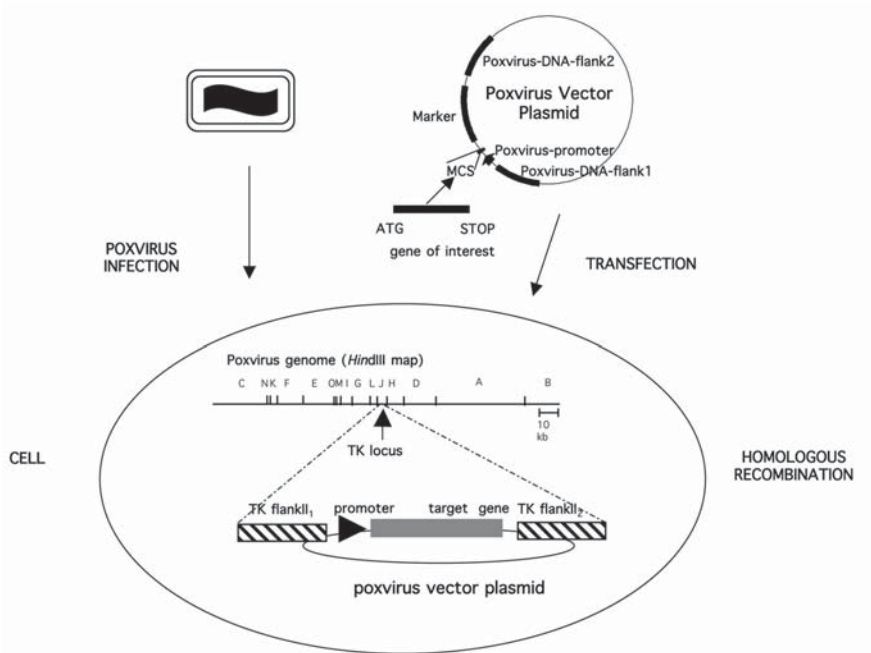 Poxvirus-DNA-flank2
Poxvirus Vector
Plasmid
Marker
Poxvirus-promoter
MCS
Poxvirus-DNA-flank1
ATG STOP
gene of interest
POXVIRUS
INFECTION
TRANSFECTION
Poxvirus genome (HindIII map)
C N K F E O M I G L J H D A B
10
kb
TK locus
CELL
HOMOLOGOUS
RECOMBINATION
TK flankII1 promoter target gene TK flankII2
poxvirus vector plasmid